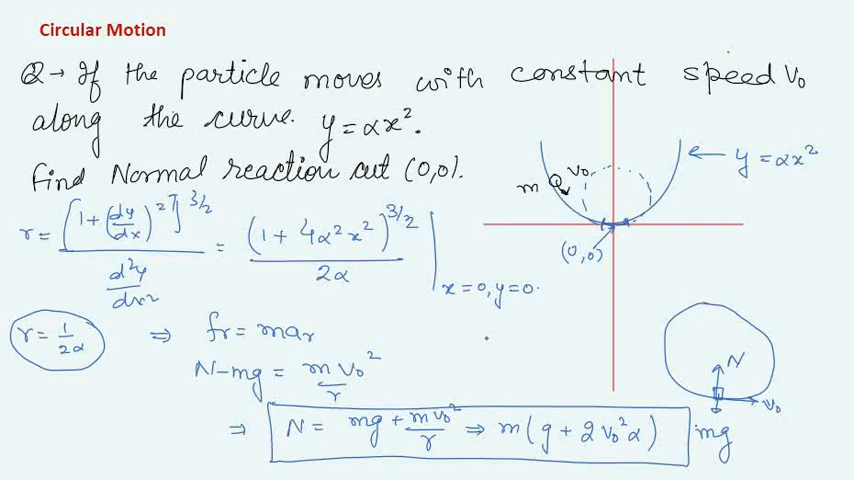 Circular Motion
Q → If the particle moves with constant speed v₀
along the curve. y = αx².
find Normal reaction at (0,0).
y = αx²
m v₀
(0,0)
r = [1 + (dy/dx)²]^3/2 / d²y/dx² = (1 + 4α²x²)^3/2 / 2α | x = 0, y = 0.
r = 1/2α ⇒ fr = mar
N - mg = mv₀²/r
⇒ N = mg + mv₀²/r ⇒ m(g + 2v₀²α)
N
v₀
mg